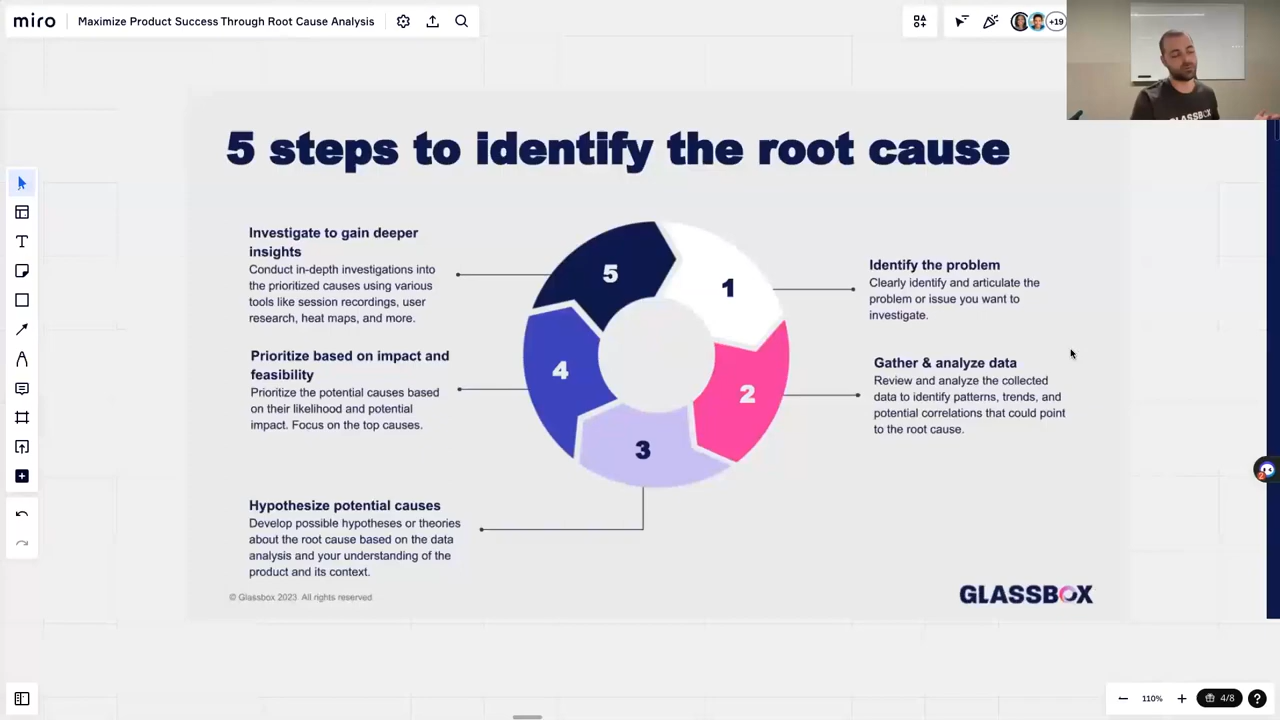 miro
Maximize Product Success Through Root Cause Analysis
+19
GLASSBOX
5 steps to identify the root cause
Investigate to gain deeper
insights
Conduct in-depth investigations into
the prioritized causes using various
tools like session recordings, user
research, heat maps, and more.
Prioritize based on impact and
feasibility
Prioritize the potential causes based
on their likelihood and potential
impact. Focus on the top causes.
Hypothesize potential causes
Develop possible hypotheses or theories
about the root cause based on the data
analysis and your understanding of the
product and its context.
5
1
4
2
3
Identify the problem
Clearly identify and articulate the
problem or issue you want to
investigate.
Gather & analyze data
Review and analyze the collected
data to identify patterns, trends, and
potential correlations that could point
to the root cause.
© Glassbox 2023. All rights reserved
GLASSBOX
110%
4/8